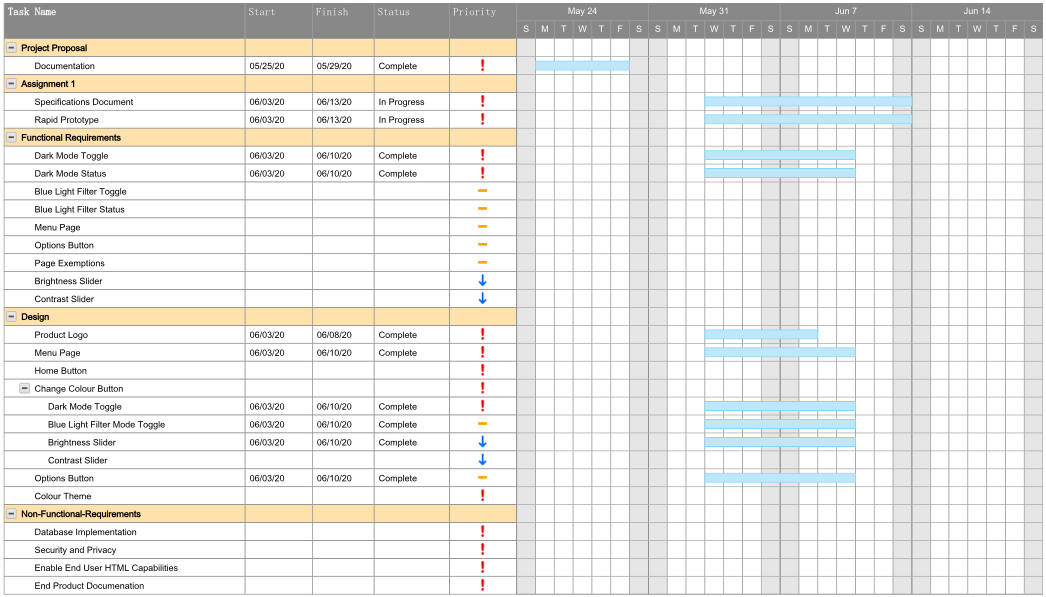 Task Name Start Finish Status Priority May 24 May 31 Jun 7 Jun 14
S M T W T F S S M T W T F S S M T W T F S S M T W T F S
Project Proposal
Documentation 05/25/20 05/29/20 Complete
Assignment 1
Specifications Document 06/03/20 06/13/20 In Progress
Rapid Prototype 06/03/20 06/13/20 In Progress
Functional Requirements
Dark Mode Toggle 06/03/20 06/10/20 Complete
Dark Mode Status 06/03/20 06/10/20 Complete
Blue Light Filter Toggle
Blue Light Filter Status
Menu Page
Options Button
Page Exemptions
Brightness Slider
Contrast Slider
Design
Product Logo 06/03/20 06/08/20 Complete
Menu Page 06/03/20 06/10/20 Complete
Home Button
Change Colour Button
Dark Mode Toggle 06/03/20 06/10/20 Complete
Blue Light Filter Mode Toggle 06/03/20 06/10/20 Complete
Brightness Slider 06/03/20 06/10/20 Complete
Contrast Slider
Options Button 06/03/20 06/10/20 Complete
Colour Theme
Non-Functional-Requirements
Database Implementation
Security and Privacy
Enable End User HTML Capabilities
End Product Documenation